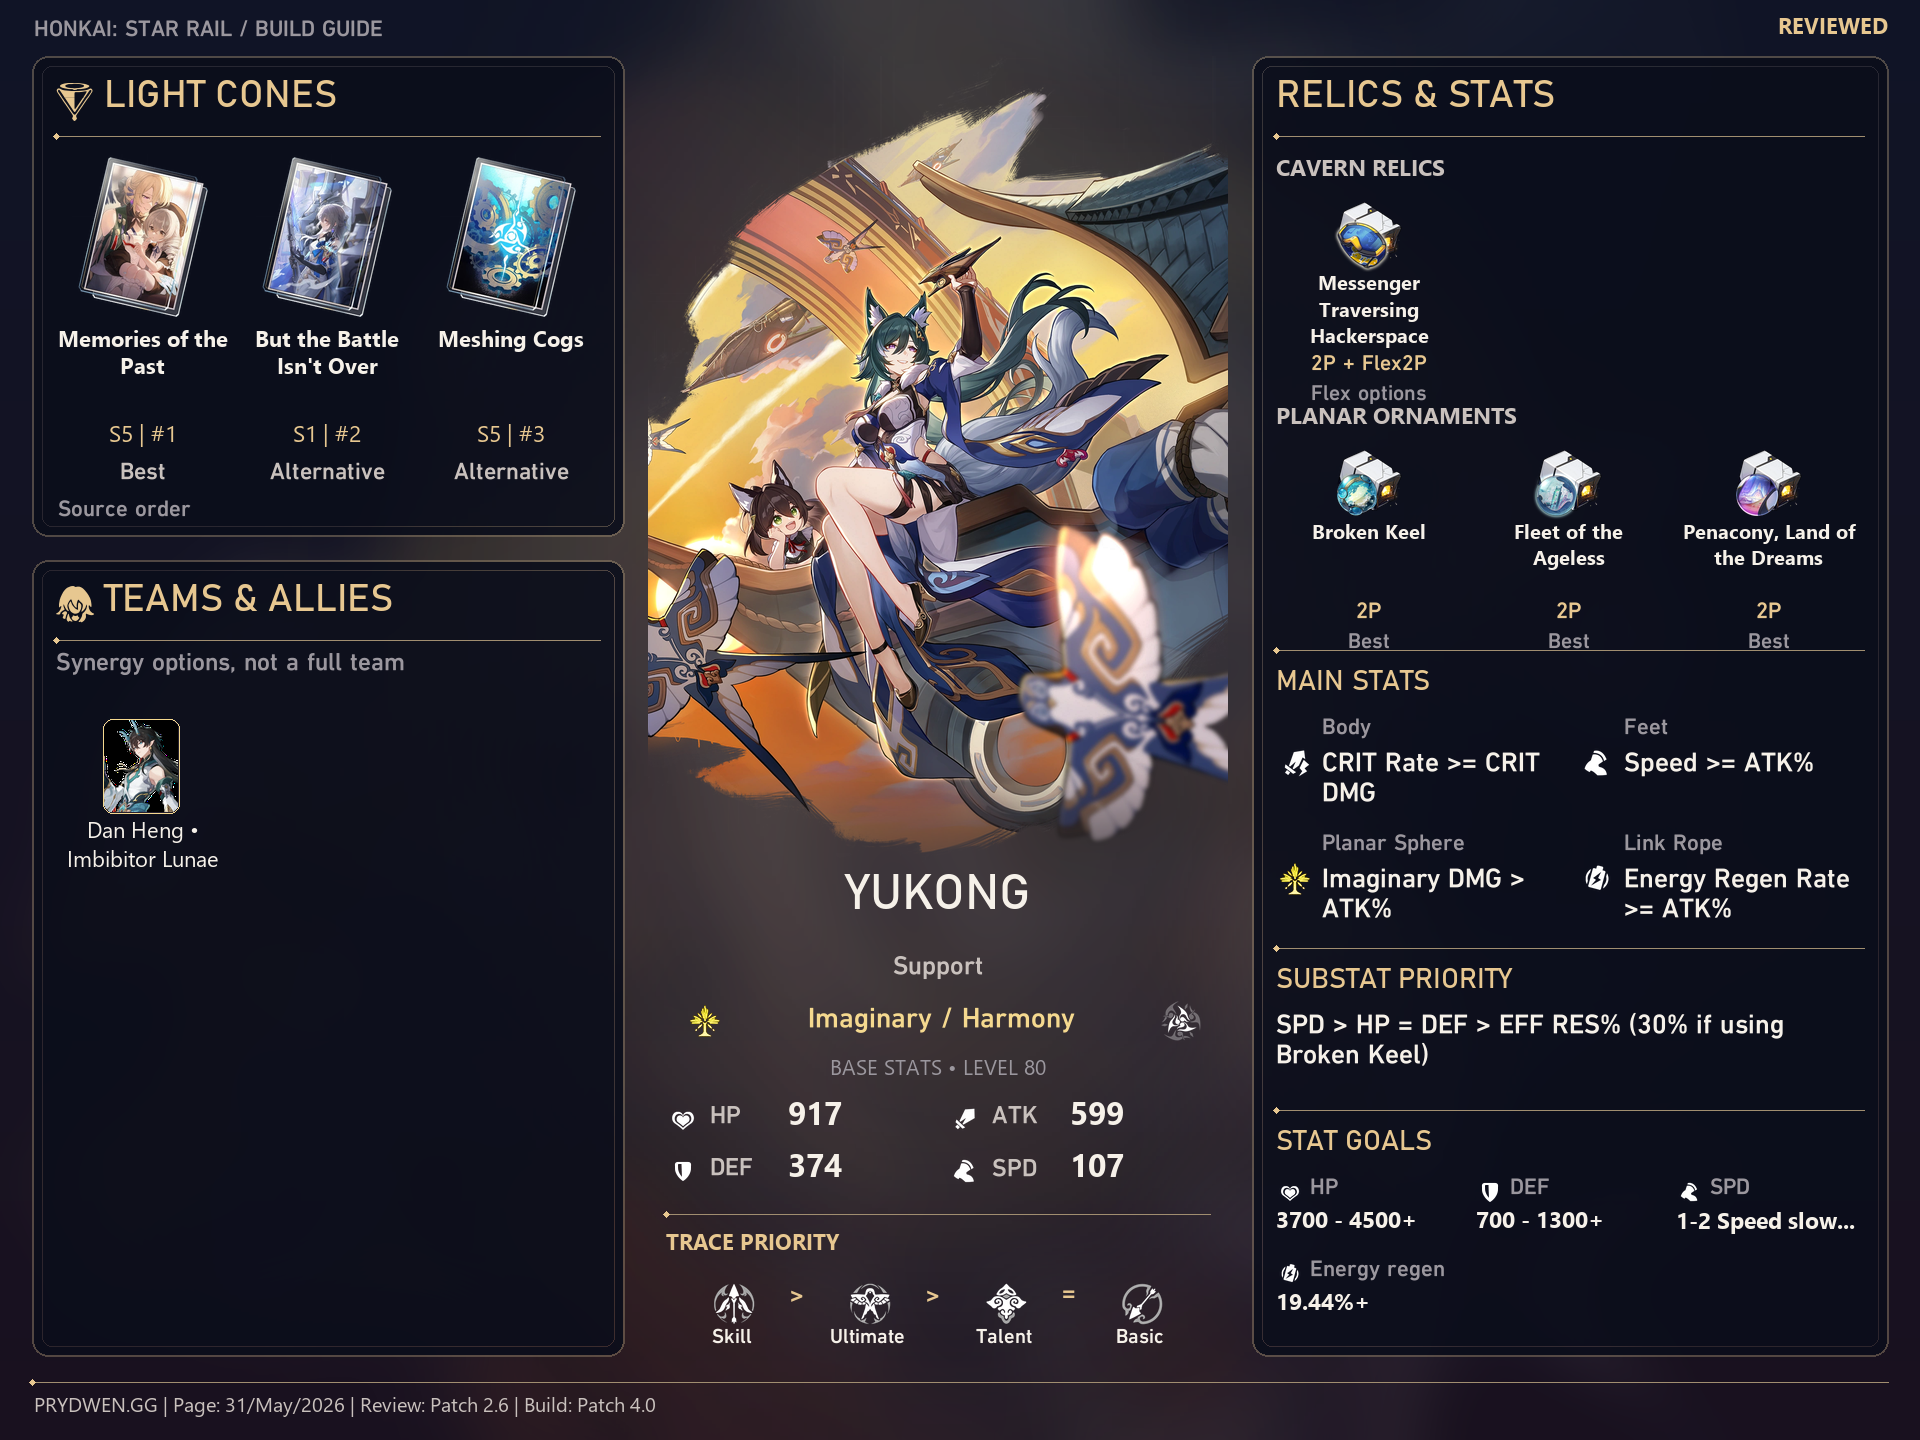 HONKAI: STAR RAIL / BUILD GUIDE
REVIEWED
LIGHT CONES
Memories of the
Past
S5 | #1
Best
But the Battle
Isn't Over
S1 | #2
Alternative
Meshing Cogs
S5 | #3
Alternative
Source order
TEAMS & ALLIES
Synergy options, not a full team
Dan Heng •
Imbibitor Lunae
YUKONG
Support
Imaginary / Harmony
BASE STATS • LEVEL 80
HP 917
ATK 599
DEF 374
SPD 107
TRACE PRIORITY
Skill > Ultimate > Talent = Basic
RELICS & STATS
CAVERN RELICS
Messenger
Traversing
Hackerspace
2P + Flex2P
Flex options
PLANAR ORNAMENTS
Broken Keel
2P
Best
Fleet of the
Ageless
2P
Best
Penacony, Land of
the Dreams
2P
Best
MAIN STATS
Body
CRIT Rate >= CRIT
DMG
Feet
Speed >= ATK%
Planar Sphere
Imaginary DMG >
ATK%
Link Rope
Energy Regen Rate
>= ATK%
SUBSTAT PRIORITY
SPD > HP = DEF > EFF RES% (30% if using
Broken Keel)
STAT GOALS
HP
3700 - 4500+
DEF
700 - 1300+
SPD
1-2 Speed slow...
Energy regen
19.44%+
PRYDWEN.GG | Page: 31/May/2026 | Review: Patch 2.6 | Build: Patch 4.0